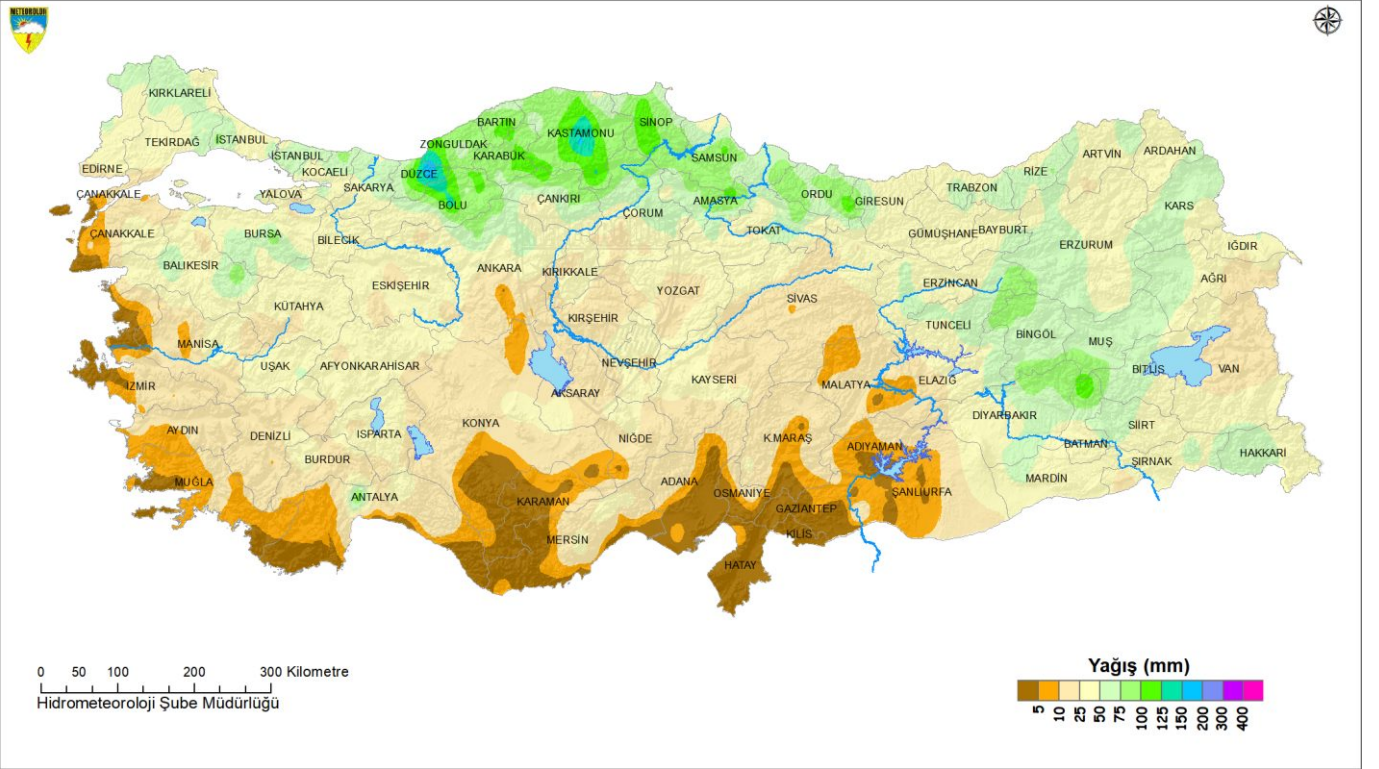 METEOROLOJİ
KIRKLARELİ
TEKİRDAĞ
İSTANBUL
EDİRNE
ÇANAKKALE
İSTANBUL
KOCAELİ
YALOVA
SAKARYA
DÜZCE
ZONGULDAK
BARTIN
KARABÜK
KASTAMONU
SİNOP
SAMSUN
BOLU
ÇANKIRI
ÇORUM
AMASYA
TOKAT
ORDU
GİRESUN
TRABZON
RİZE
ARTVİN
ARDAHAN
KARS
IĞDIR
AĞRI
GÜMÜŞHANE
BAYBURT
ERZURUM
ÇANAKKALE
BALIKESİR
BURSA
BİLECİK
ESKİŞEHİR
KÜTAHYA
ANKARA
KIRIKKALE
YOZGAT
KIRŞEHİR
SİVAS
ERZİNCAN
TUNCELİ
BİNGÖL
MUŞ
BİTLİS
VAN
MANİSA
UŞAK
AFYONKARAHİSAR
İZMİR
AYDIN
DENİZLİ
ISPARTA
BURDUR
KONYA
AKSARAY
NEVŞEHİR
KAYSERİ
NİĞDE
MALATYA
ELAZIĞ
DİYARBAKIR
SİİRT
BATMAN
ŞIRNAK
HAKKARİ
MARDİN
K.MARAŞ
ADIYAMAN
ŞANLIURFA
MUĞLA
ANTALYA
KARAMAN
MERSİN
ADANA
OSMANİYE
GAZİANTEP
KİLİS
HATAY
0 50 100 200 300 Kilometre
Hidrometeoroloji Şube Müdürlüğü
Yağış (mm)
5 10 25 50 75 100 125 150 200 300 400